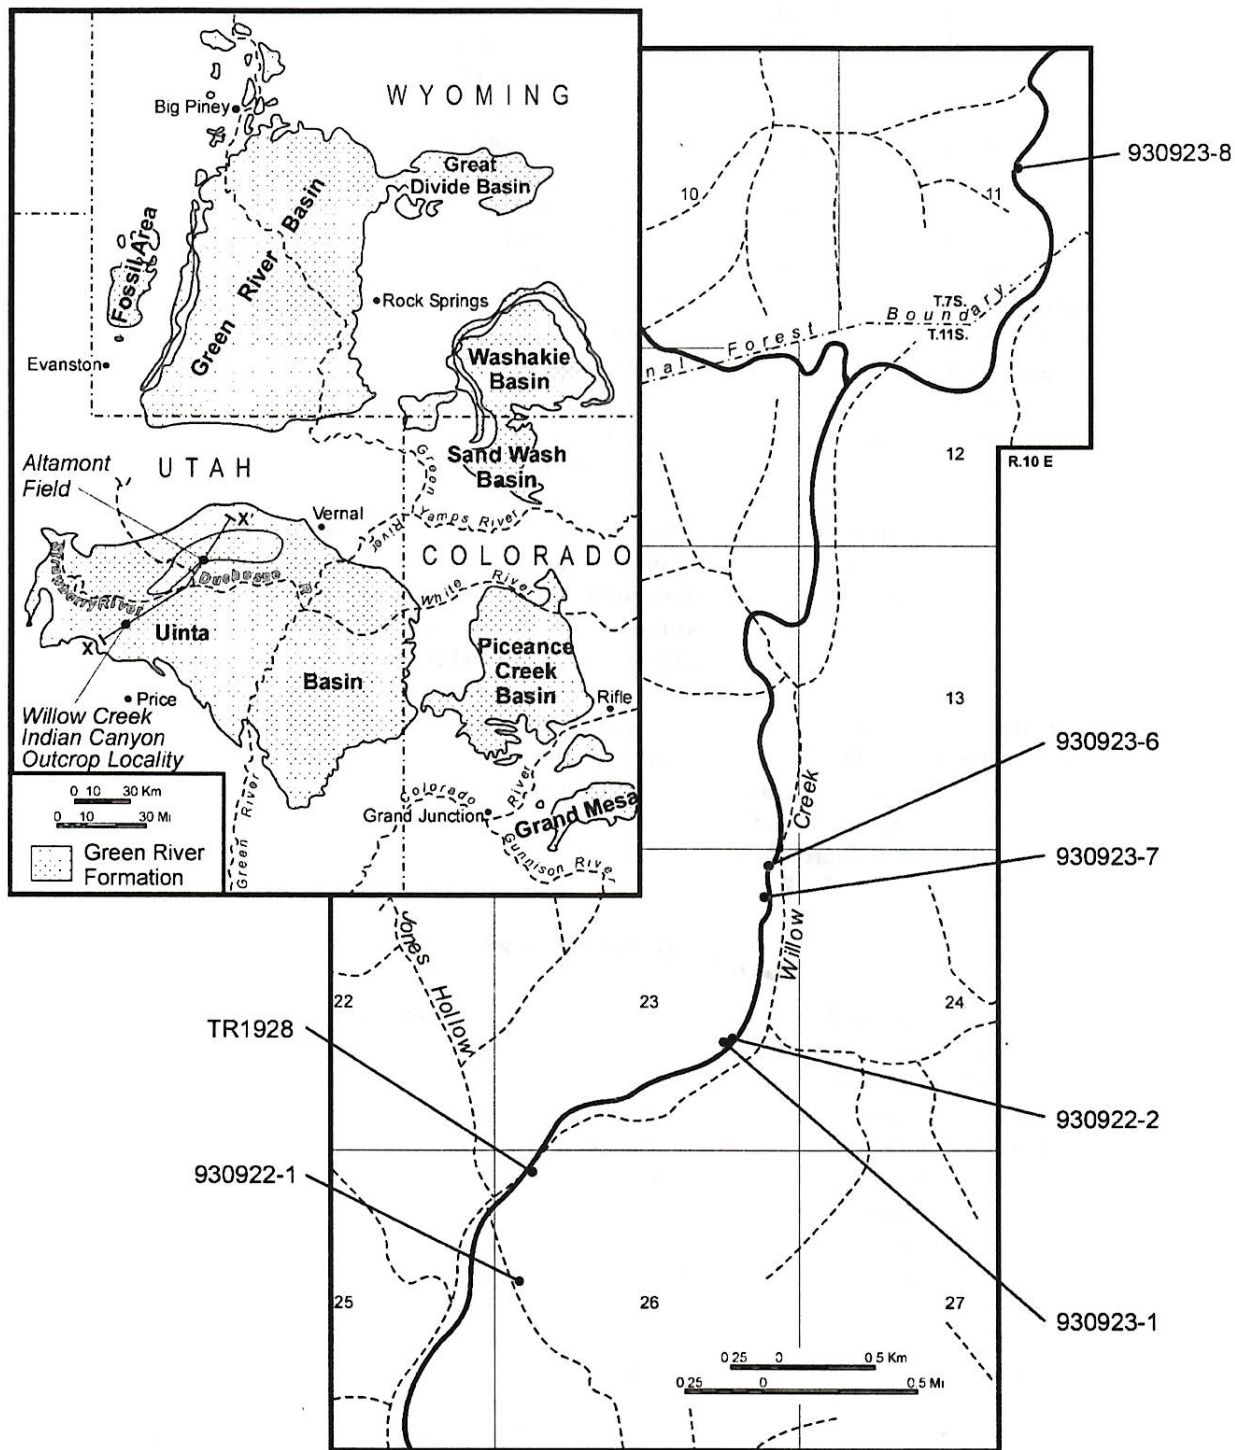 WYOMING
Big Piney
Great
Divide Basin
Fossil Area
Green River Basin
Rock Springs
Evanston
Washakie
Basin
Sand Wash
Basin
UTAH
Altamont
Field
X'
Vernal
Green
River
Yamps River
COLORADO
Strawberry River
Duchesne
R
White River
Uinta
Basin
X
Piceance
Creek
Basin
Price
Rifle
Willow Creek
Indian Canyon
Outcrop Locality
0 10 30 Km
0 10 30 Mi
Green River
Formation
Green River
Colorado
River
Grand Junction
Grand Mesa
Gunnison River
10
11
930923-8
T.7S.
nal Forest Boundary
T.11S.
12
R.10 E
13
930923-6
Willow Creek
930923-7
Jones Hollow
22
23
24
TR1928
930922-2
930922-1
25
26
27
930923-1
0 25 0 0 5 Km
0 25 0 0 5 Mi